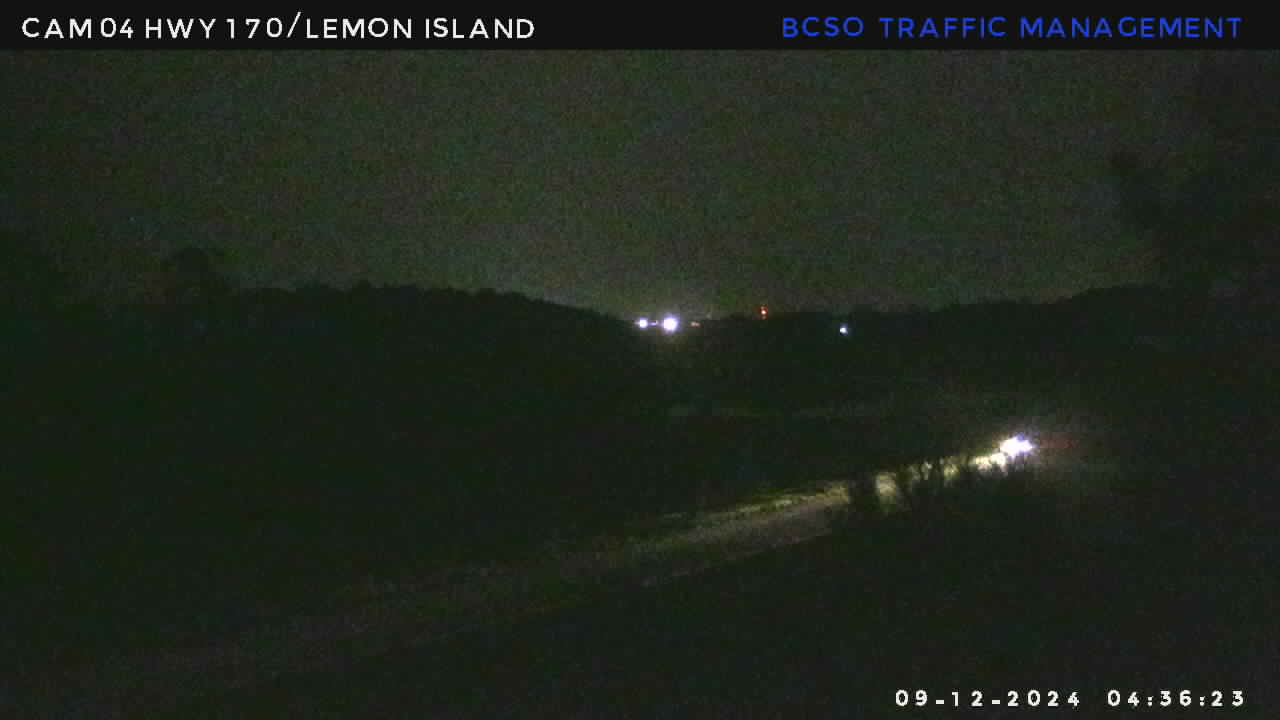 CAM04 HWY 170/LEMON ISLAND
BCSO TRAFFIC MANAGEMENT
09-12-2024 04:36:23